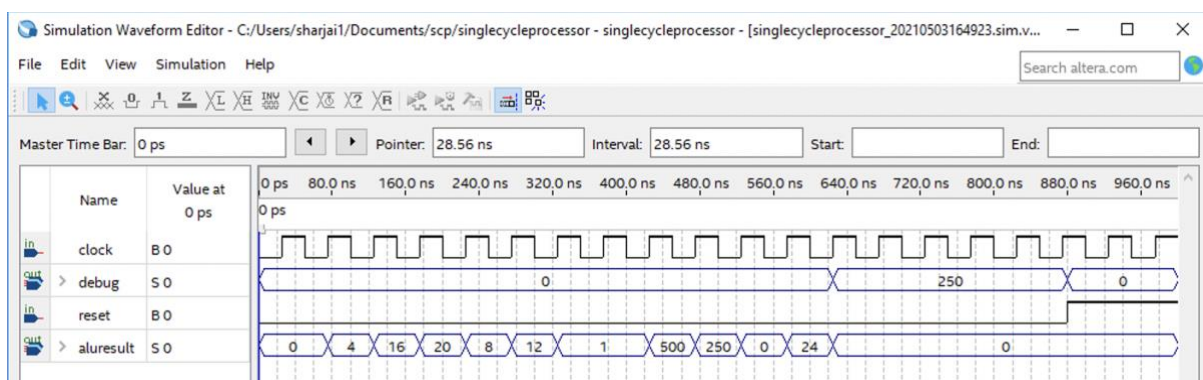 Simulation Waveform Editor - C:/Users/sharjai1/Documents/scp/singlecycleprocessor - singlecycleprocessor - [singlecycleprocessor_20210503164923.sim.v...
File Edit View Simulation Help
Search altera.com
Master Time Bar: 0 ps Pointer: 28.56 ns Interval: 28.56 ns Start: End:
Name Value at 0 ps 0 ps 80.0 ns 160.0 ns 240.0 ns 320.0 ns 400.0 ns 480.0 ns 560.0 ns 640.0 ns 720.0 ns 800.0 ns 880.0 ns 960.0 ns
0 ps
in clock B 0
out > debug S 0 0 250 0
in reset B 0
out > aluresult S 0 0 4 16 20 8 12 1 500 250 0 24 0